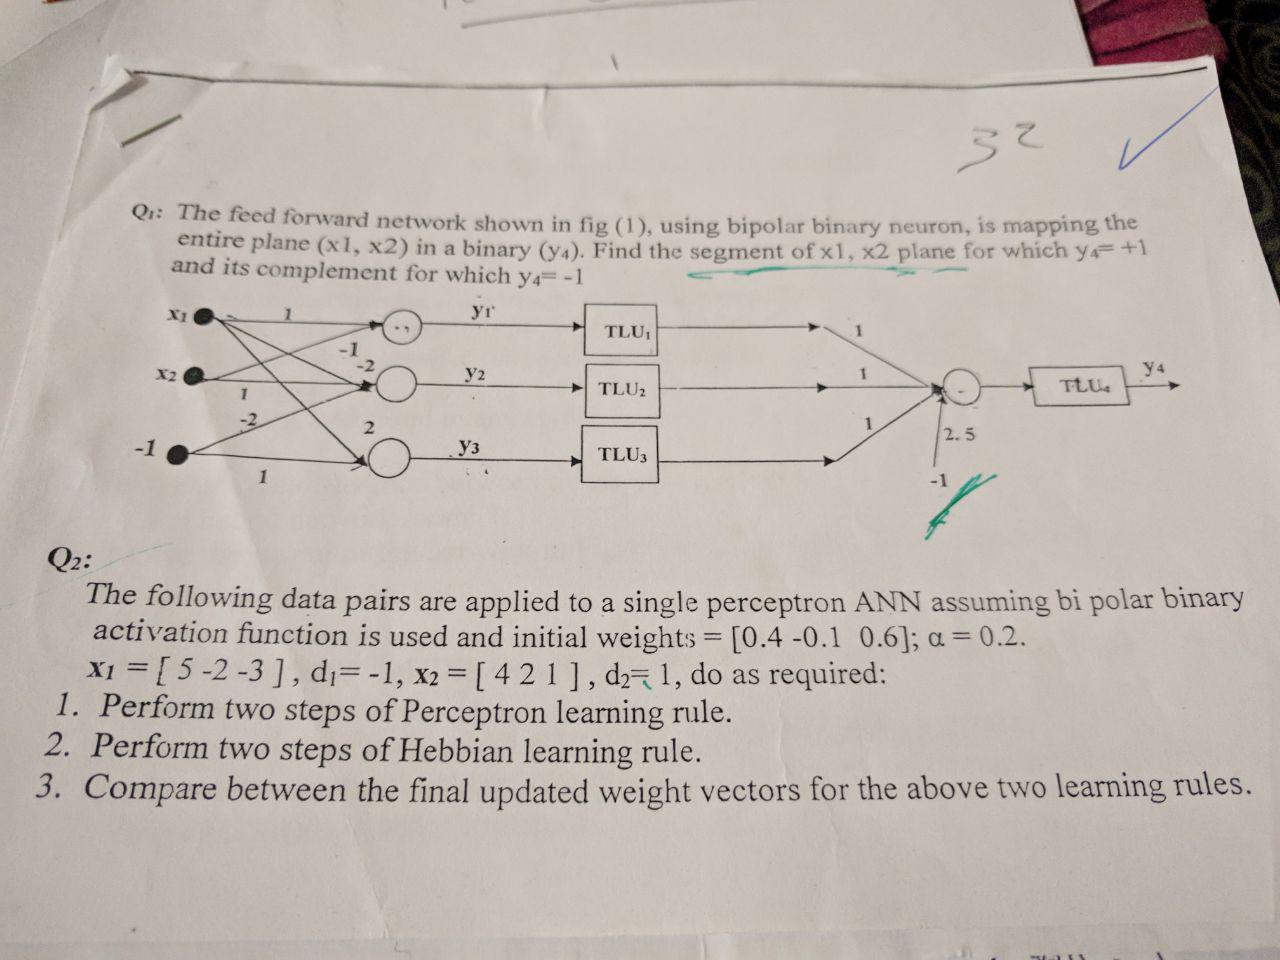 32
Q1: The feed forward network shown in fig (1), using bipolar binary neuron, is mapping the
entire plane (x1, x2) in a binary (y4). Find the segment of x1, x2 plane for which y4= +1
and its complement for which y4= -1
x1 1 y1 TLU1 1
-1
-2
x2 1 y2 TLU2 1 TLU4 y4
-2 2 1 2.5
-1 1 y3 TLU3 -1
Q2:
The following data pairs are applied to a single perceptron ANN assuming bi polar binary
activation function is used and initial weights = [0.4 -0.1 0.6]; α = 0.2.
x1 = [ 5 -2 -3 ] , d1= -1, x2 = [ 4 2 1 ] , d2= 1, do as required:
1. Perform two steps of Perceptron learning rule.
2. Perform two steps of Hebbian learning rule.
3. Compare between the final updated weight vectors for the above two learning rules.